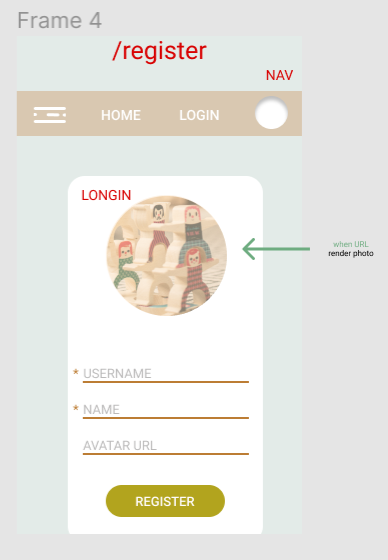 Frame 4
/register
NAV
HOME
LOGIN
LONGIN
when URL
render photo
* USERNAME
* NAME
AVATAR URL
REGISTER